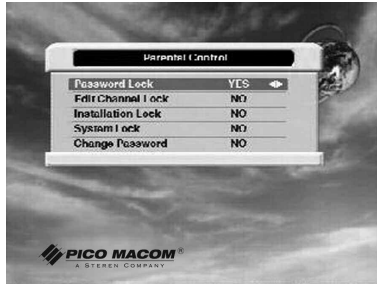 Parental Control
Password Lock YES
Edit Channel Lock NO
Installation Lock NO
System Lock NO
Change Password NO
PICO MACOM®
A STEREN COMPANY